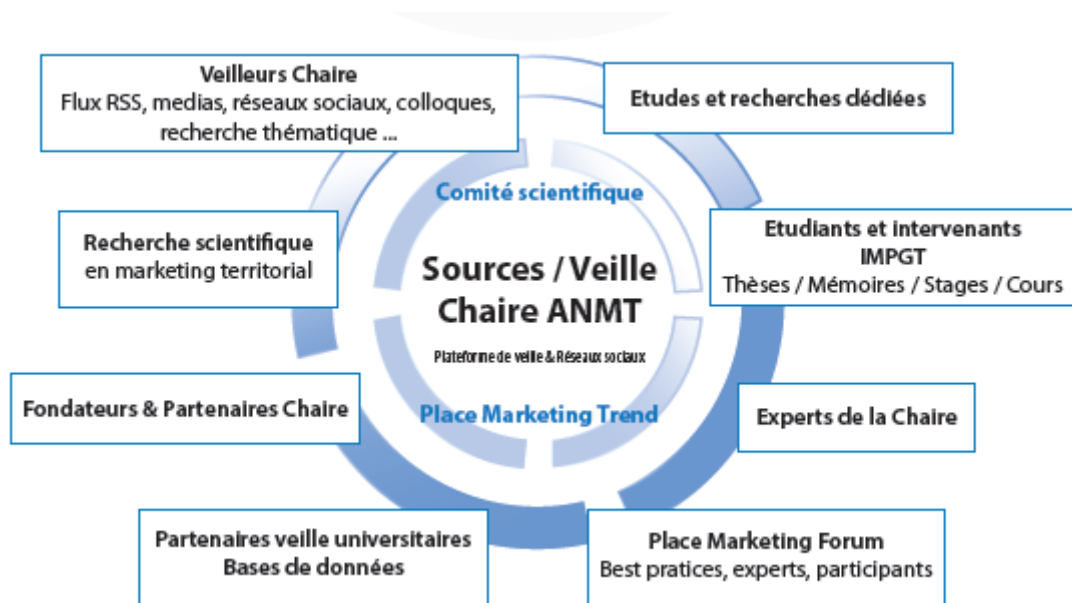 Veilleurs Chaire
Flux RSS, medias, réseaux sociaux, colloques,
recherche thématique ...
Etudes et recherches dédiées
Comité scientifique
Recherche scientifique
en marketing territorial
Etudiants et intervenants
IMPGT
Thèses / Mémoires / Stages / Cours
Sources / Veille
Chaire ANMT
Plateforme de veille & Réseaux sociaux
Fondateurs & Partenaires Chaire
Place Marketing Trend
Experts de la Chaire
Partenaires veille universitaires
Bases de données
Place Marketing Forum
Best pratices, experts, participants